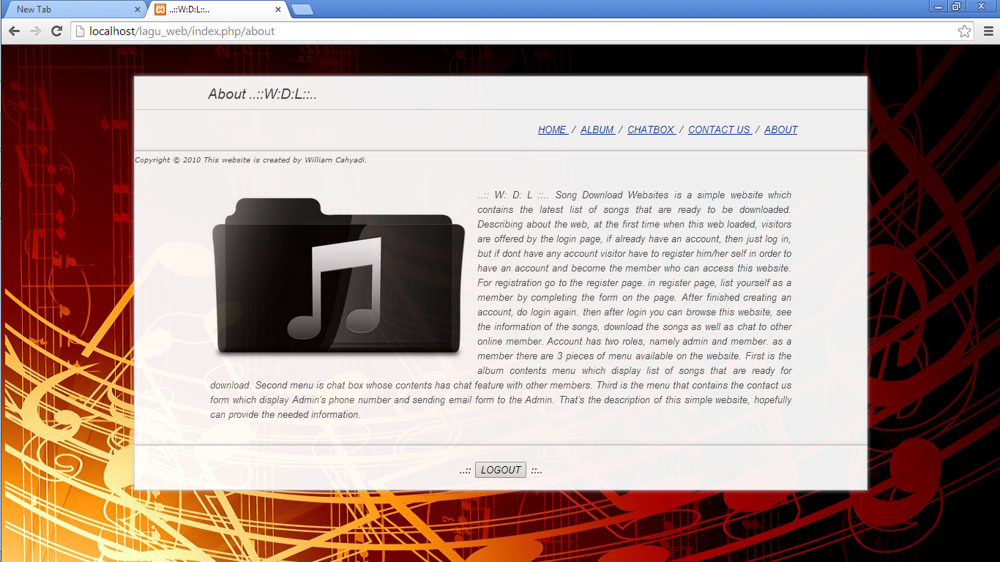 New Tab
..::W:D:L::..
localhost/lagu_web/index.php/about
About ..::W:D:L::..
HOME / ALBUM / CHATBOX / CONTACT US / ABOUT
Copyright © 2010 This website is created by William Cahyadi.
..:: W: D: L ::.. Song Download Websites is a simple website which
contains the latest list of songs that are ready to be downloaded.
Describing about the web, at the first time when this web loaded, visitors
are offered by the login page, if already have an account, then just log in,
but if dont have any account visitor have to register him/her self in order to
have an account and become the member who can access this website.
For registration go to the register page. in register page, list yourself as a
member by completing the form on the page. After finished creating an
account, do login again. then after login you can browse this website, see
the information of the songs, download the songs as well as chat to other
online member. Account has two roles, namely admin and member. as a
member there are 3 pieces of menu available on the website. First is the
album contents menu which display list of songs that are ready for
download. Second menu is chat box whose contents has chat feature with other members. Third is the menu that contains the contact us
form which display Admin's phone number and sending email form to the Admin. That's the description of this simple website, hopefully
can provide the needed information.
..:: LOGOUT ::..